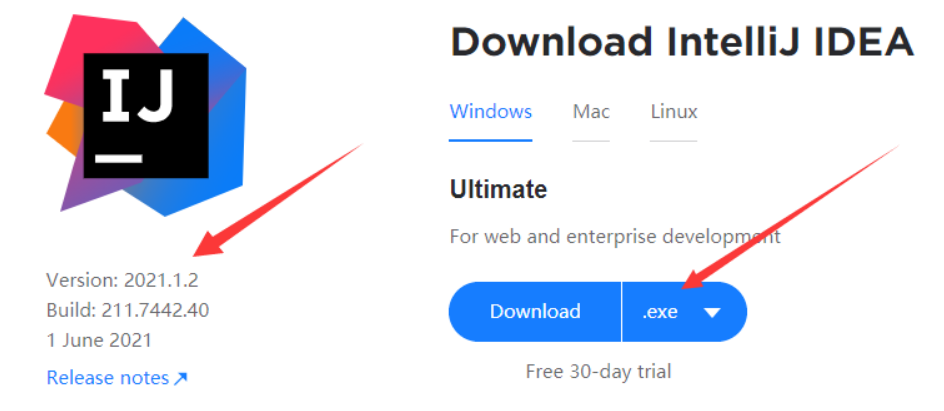 IJ
Version: 2021.1.2
Build: 211.7442.40
1 June 2021
Release notes
Download IntelliJ IDEA
Windows Mac Linux
Ultimate
For web and enterprise development
Download .exe
Free 30-day trial